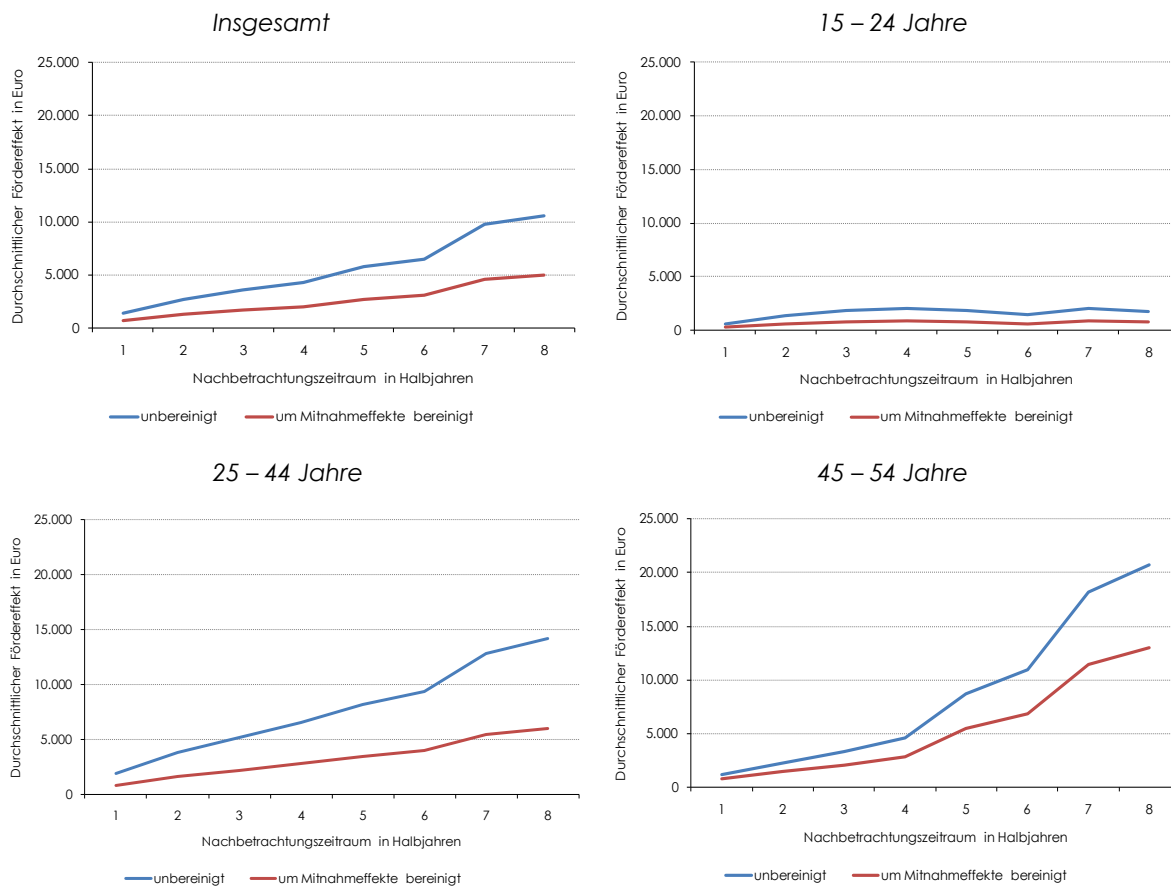 Insgesamt
Durchschnittlicher Fördereffekt in Euro
25.000
20.000
15.000
10.000
5.000
0
1 2 3 4 5 6 7 8
Nachbetrachtungszeitraum in Halbjahren
unbereinigt um Mitnahmeffekte bereinigt
15 – 24 Jahre
Durchschnittlicher Fördereffekt in Euro
25.000
20.000
15.000
10.000
5.000
0
1 2 3 4 5 6 7 8
Nachbetrachtungszeitraum in Halbjahren
unbereinigt um Mitnahmeffekte bereinigt
25 – 44 Jahre
Durchschnittlicher Fördereffekt in Euro
25.000
20.000
15.000
10.000
5.000
0
1 2 3 4 5 6 7 8
Nachbetrachtungszeitraum in Halbjahren
unbereinigt um Mitnahmeffekte bereinigt
45 – 54 Jahre
Durchschnittlicher Fördereffekt in Euro
25.000
20.000
15.000
10.000
5.000
0
1 2 3 4 5 6 7 8
Nachbetrachtungszeitraum in Halbjahren
unbereinigt um Mitnahmeffekte bereinigt